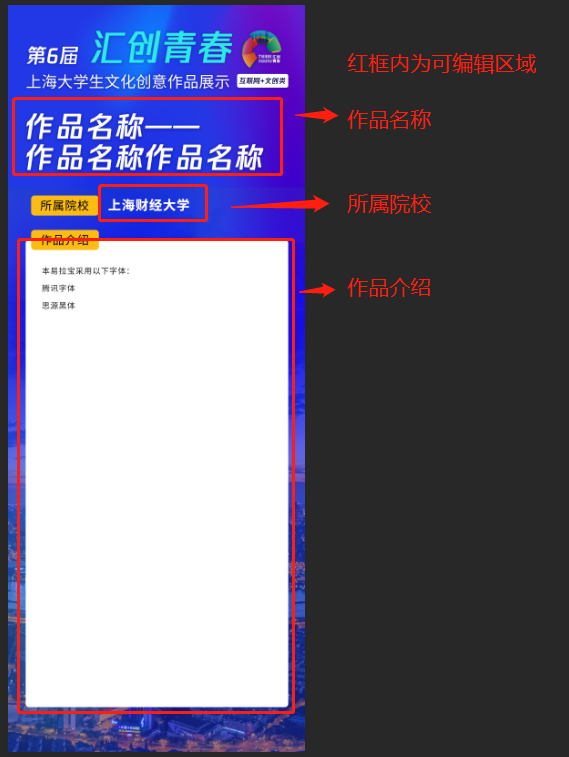 第6届 汇创青春
上海大学生文化创意作品展示
互联网+文创类
作品名称——
作品名称作品名称
所属院校 上海财经大学
作品介绍
本易拉宝采用以下字体：
腾讯字体
思源黑体
红框内为可编辑区域
作品名称
所属院校
作品介绍